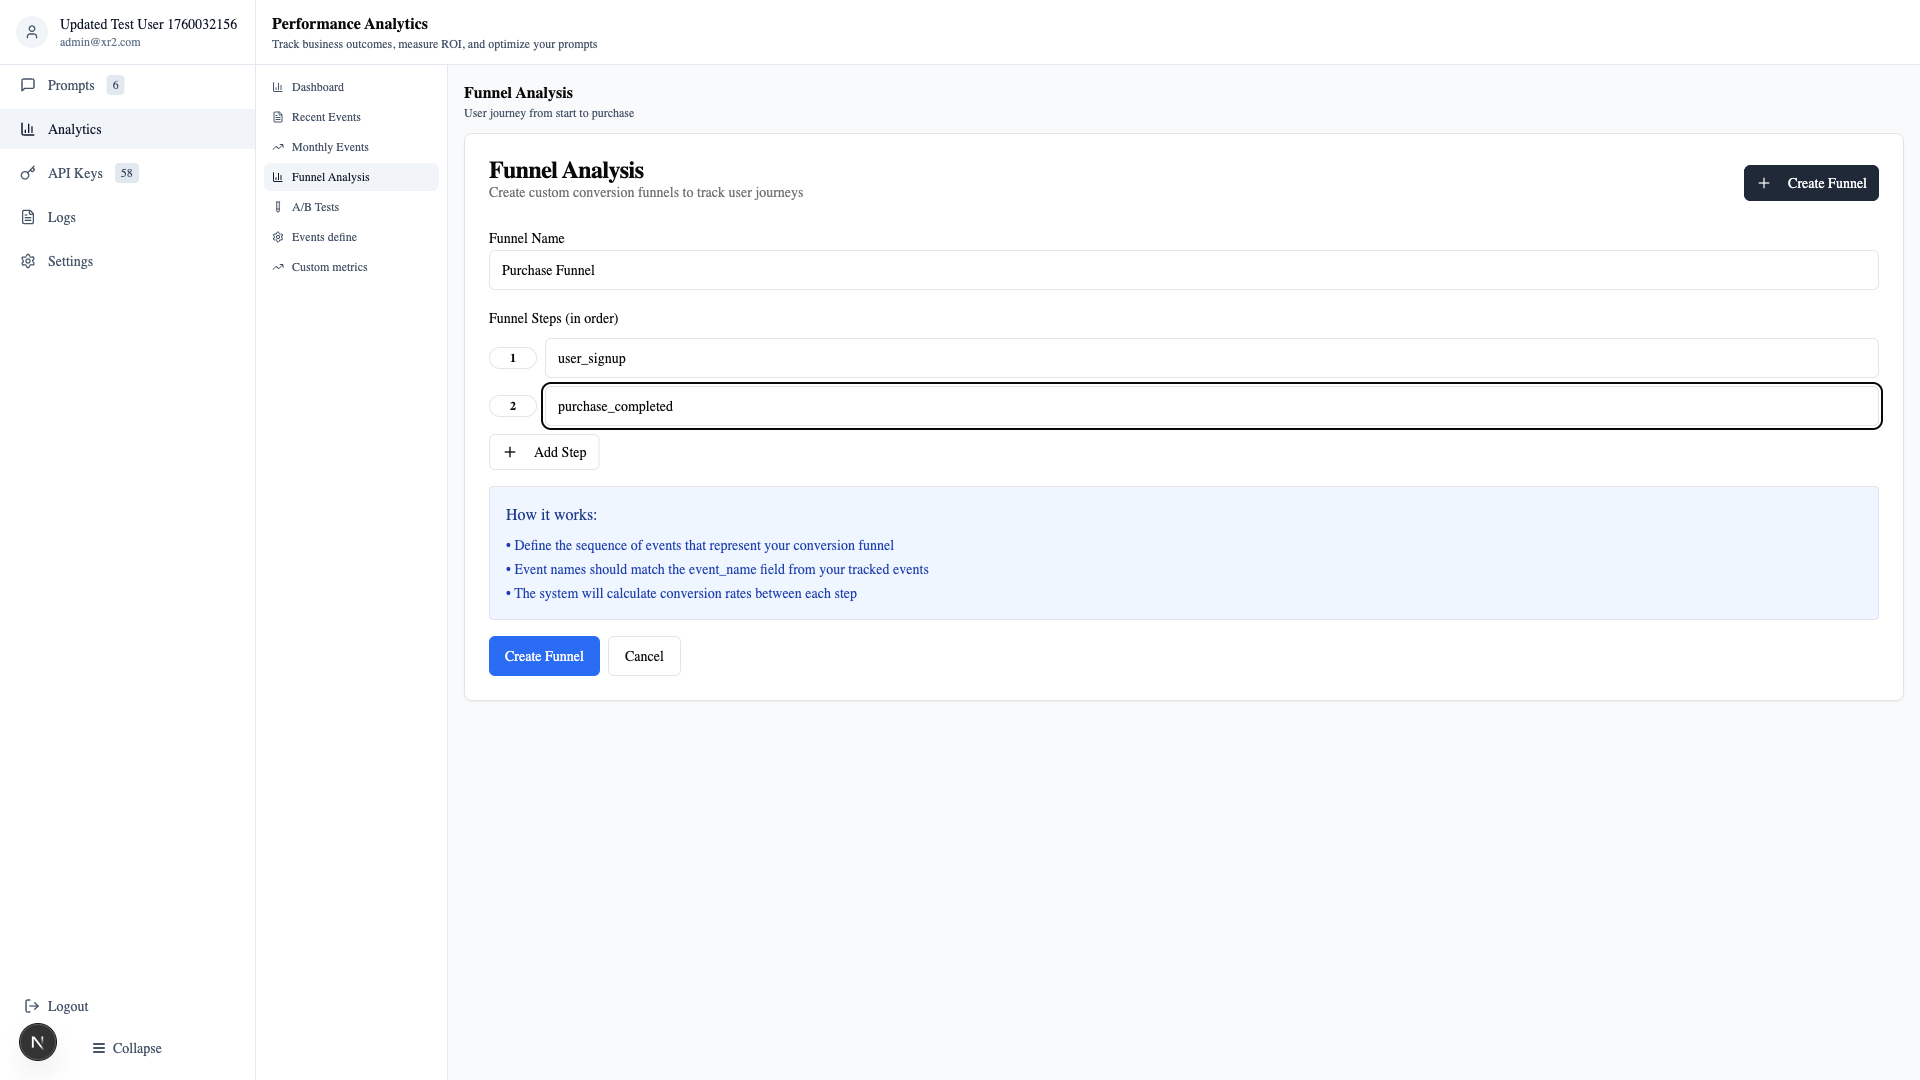 Updated Test User 1760032156
admin@xr2.com
Prompts 6
Analytics
API Keys 58
Logs
Settings
Logout
N
Collapse
Performance Analytics
Track business outcomes, measure ROI, and optimize your prompts
Dashboard
Recent Events
Monthly Events
Funnel Analysis
A/B Tests
Events define
Custom metrics
Funnel Analysis
User journey from start to purchase
Funnel Analysis
Create custom conversion funnels to track user journeys
Create Funnel
Funnel Name
Purchase Funnel
Funnel Steps (in order)
1 user_signup
2 purchase_completed
Add Step
How it works:
• Define the sequence of events that represent your conversion funnel
• Event names should match the event_name field from your tracked events
• The system will calculate conversion rates between each step
Create Funnel Cancel